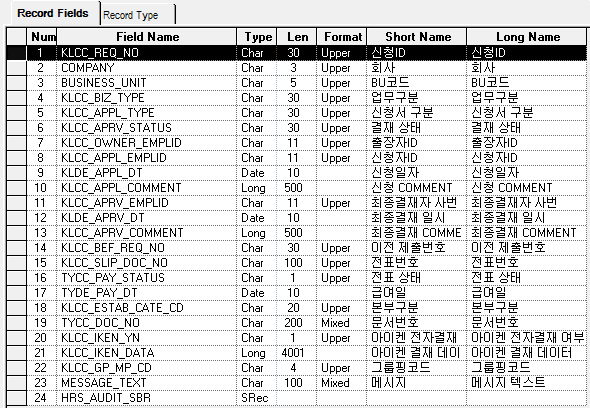 Record Fields Record Type
Num Field Name Type Len Format Short Name Long Name
1 KLCC_REQ_NO Char 30 Upper 신청ID 신청ID
2 COMPANY Char 3 Upper 회사 회사
3 BUSINESS_UNIT Char 5 Upper BU코드 BU코드
4 KLCC_BIZ_TYPE Char 30 Upper 업무구분 업무구분
5 KLCC_APPL_TYPE Char 30 Upper 신청서 구분 신청서 구분
6 KLCC_APRV_STATUS Char 30 Upper 결재 상태 결재 상태
7 KLCC_OWNER_EMPLID Char 11 Upper 출장자ID 출장자ID
8 KLCC_APPL_EMPLID Char 11 Upper 신청자ID 신청자ID
9 KLDE_APPL_DT Date 10 신청일자 신청일자
10 KLCC_APPL_COMMENT Long 500 신청 COMMENT 신청 COMMENT
11 KLCC_APRV_EMPLID Char 11 Upper 최종결재자 사번 최종결재자 사번
12 KLDE_APRV_DT Date 10 최종결재 일시 최종결재 일시
13 KLCC_APRV_COMMENT Long 500 최종결재 COMME 최종결재 COMMENT
14 KLCC_BEF_REQ_NO Char 30 Upper 이전 제출번호 이전 제출번호
15 KLCC_SLIP_DOC_NO Char 100 Upper 전표번호 전표번호
16 TYCC_PAY_STATUS Char 1 Upper 전표 상태 전표 상태
17 TYDE_PAY_DT Date 10 급여일 급여일
18 KLCC_ESTAB_CATE_CD Char 20 Upper 본부구분 본부구분
19 TYCC_DOC_NO Char 200 Mixed 문서번호 문서번호
20 KLCC_IKEN_YN Char 1 Upper 아이켄 전자결재 아이켄 전자결재 여부
21 KLCC_IKEN_DATA Long 4001 아이켄 결재 데이 아이켄 결재 데이터
22 KLCC_GP_MP_CD Char 4 Upper 그룹핑코드 그룹핑코드
23 MESSAGE_TEXT Char 100 Mixed 메시지 메시지 텍스트
24 HRS_AUDIT_SBR SRec